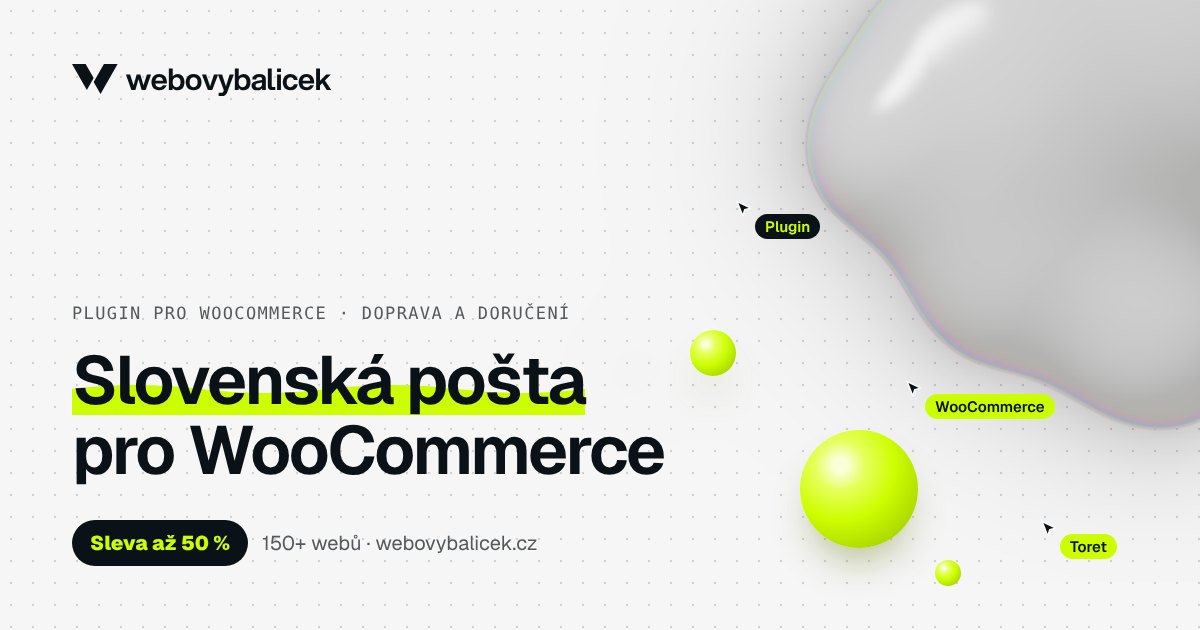 webovybalicek
Plugin
PLUGIN PRO WOOCOMMERCE · DOPRAVA A DORUČENÍ
Slovenská pošta
pro WooCommerce
WooCommerce
Sleva až 50 %
150+ webů · webovybalicek.cz
Toret